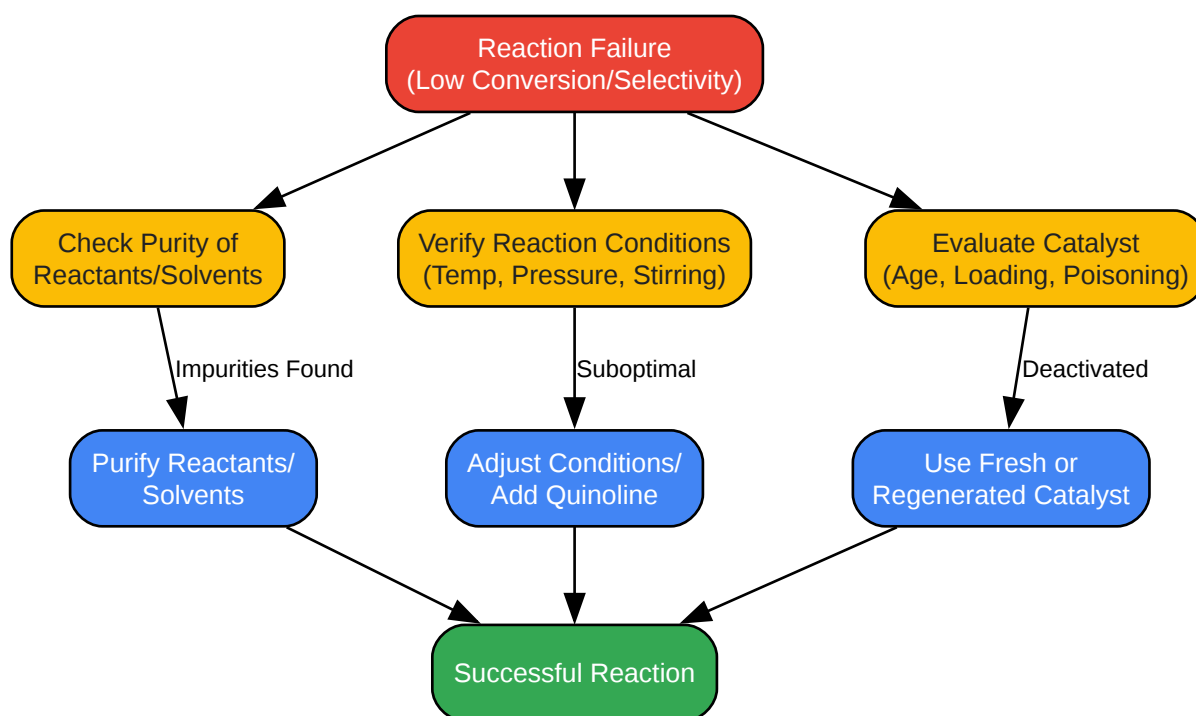 Reaction Failure
(Low Conversion/Selectivity)
Check Purity of
Reactants/Solvents
Verify Reaction Conditions
(Temp, Pressure, Stirring)
Evaluate Catalyst
(Age, Loading, Poisoning)
Impurities Found
Suboptimal
Deactivated
Purify Reactants/
Solvents
Adjust Conditions/
Add Quinoline
Use Fresh or
Regenerated Catalyst
Successful Reaction